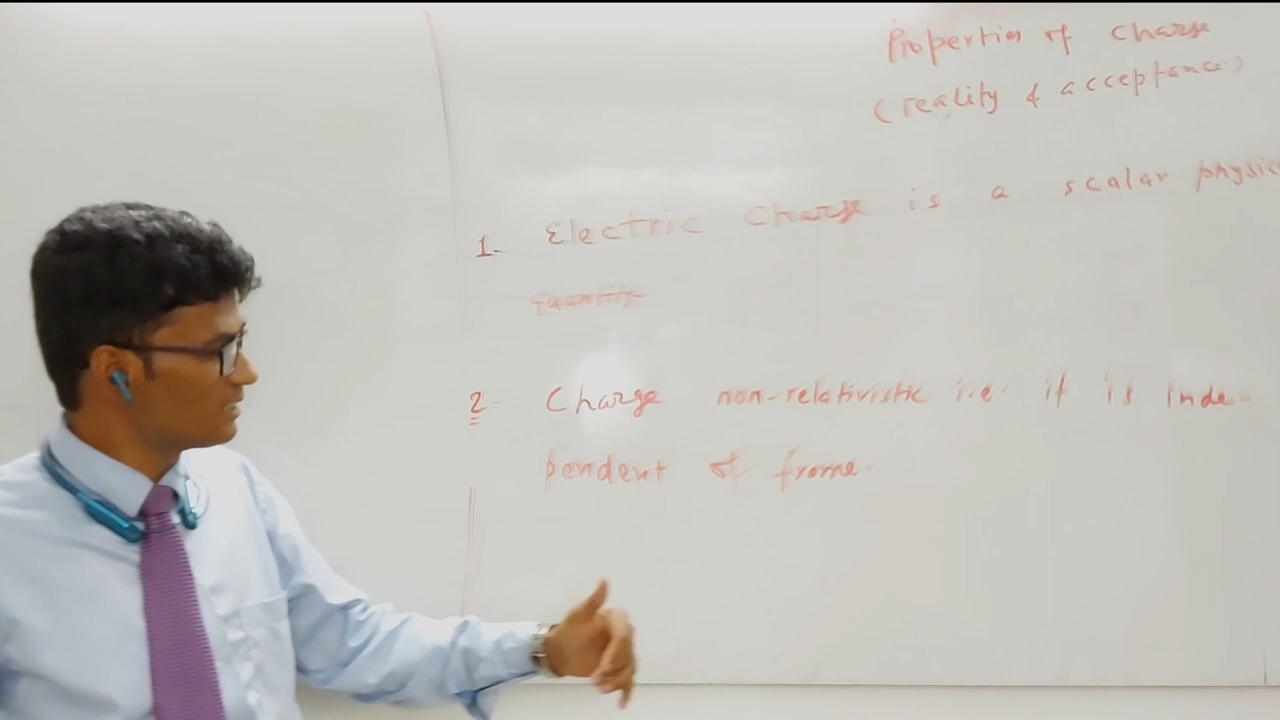 Properties of charge
(reality & acceptance)
1. Electric charge is a scalar physic
quantity
2. Charge non-relativistic i.e. it is inde-
pendent of frame.